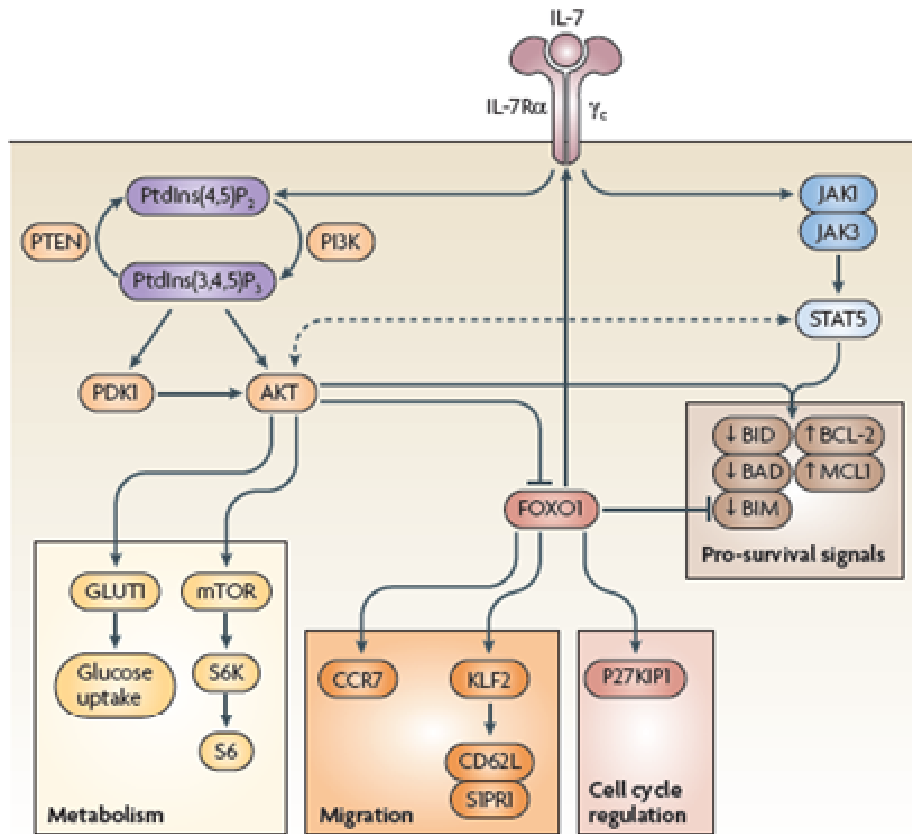 IL-7
IL-7Rα
γc
PtdIns(4,5)P2
PTEN
PI3K
PtdIns(3,4,5)P3
JAK1
JAK3
STAT5
PDK1
AKT
↓ BID
↑ BCL-2
↓ BAD
↑ MCL1
↓ BIM
Pro-survival signals
FOXO1
GLUT1
mTOR
Glucose
uptake
S6K
S6
Metabolism
CCR7
KLF2
CD62L
S1PR1
Migration
P27KIP1
Cell cycle
regulation